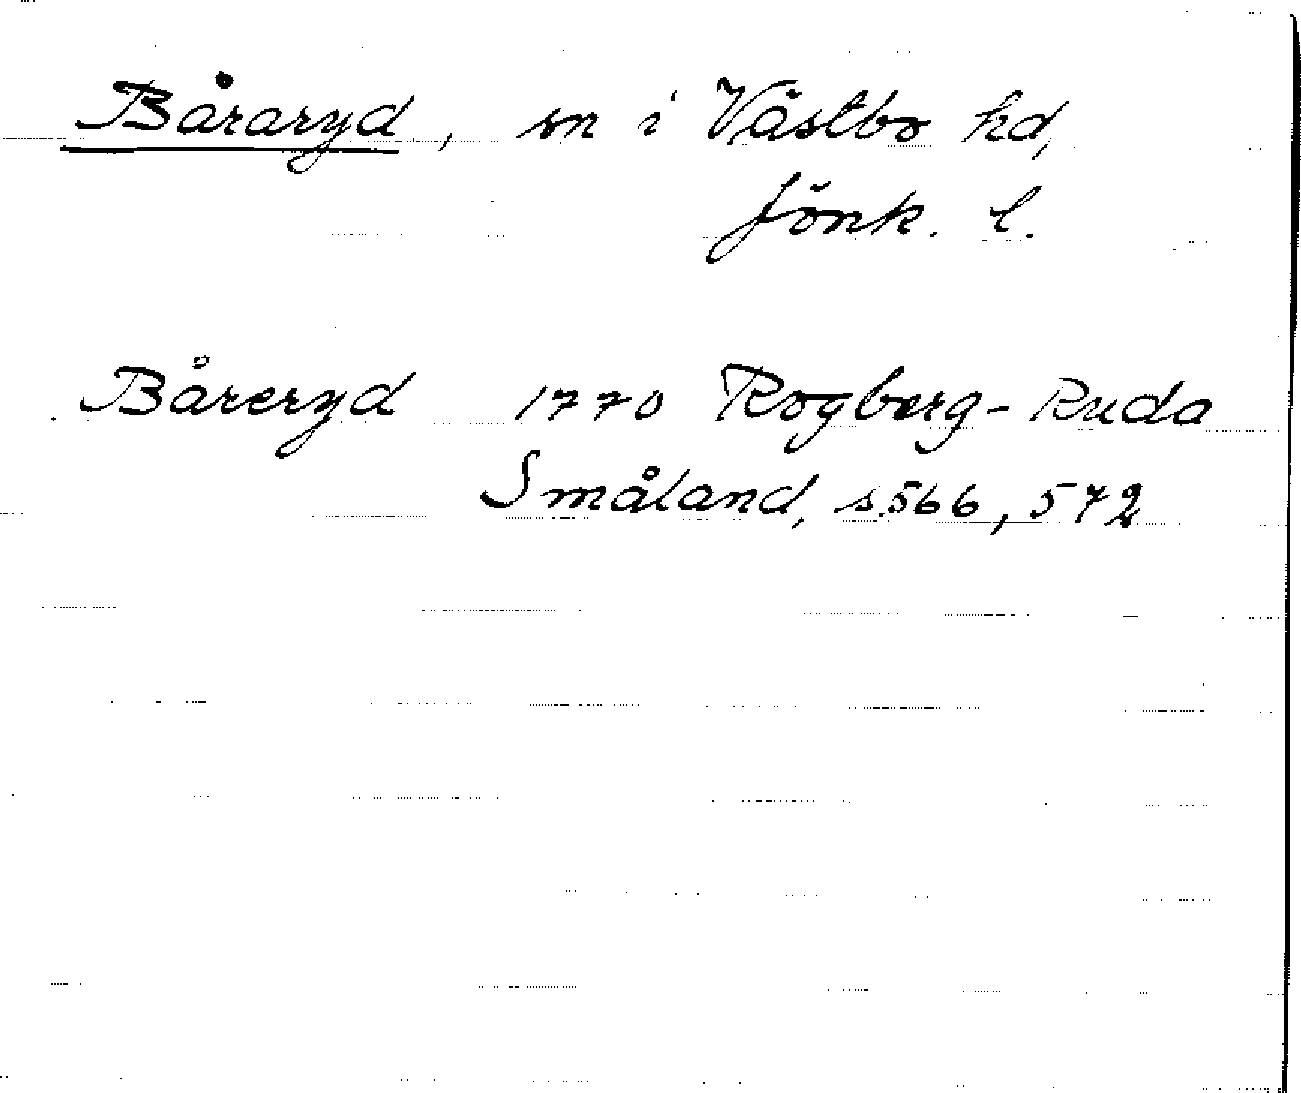 Båraryd, sn i Västbo hd,
Jönk. l.
Båreryd 1770 Rogberg-Ruda
Småland, s.566, 572